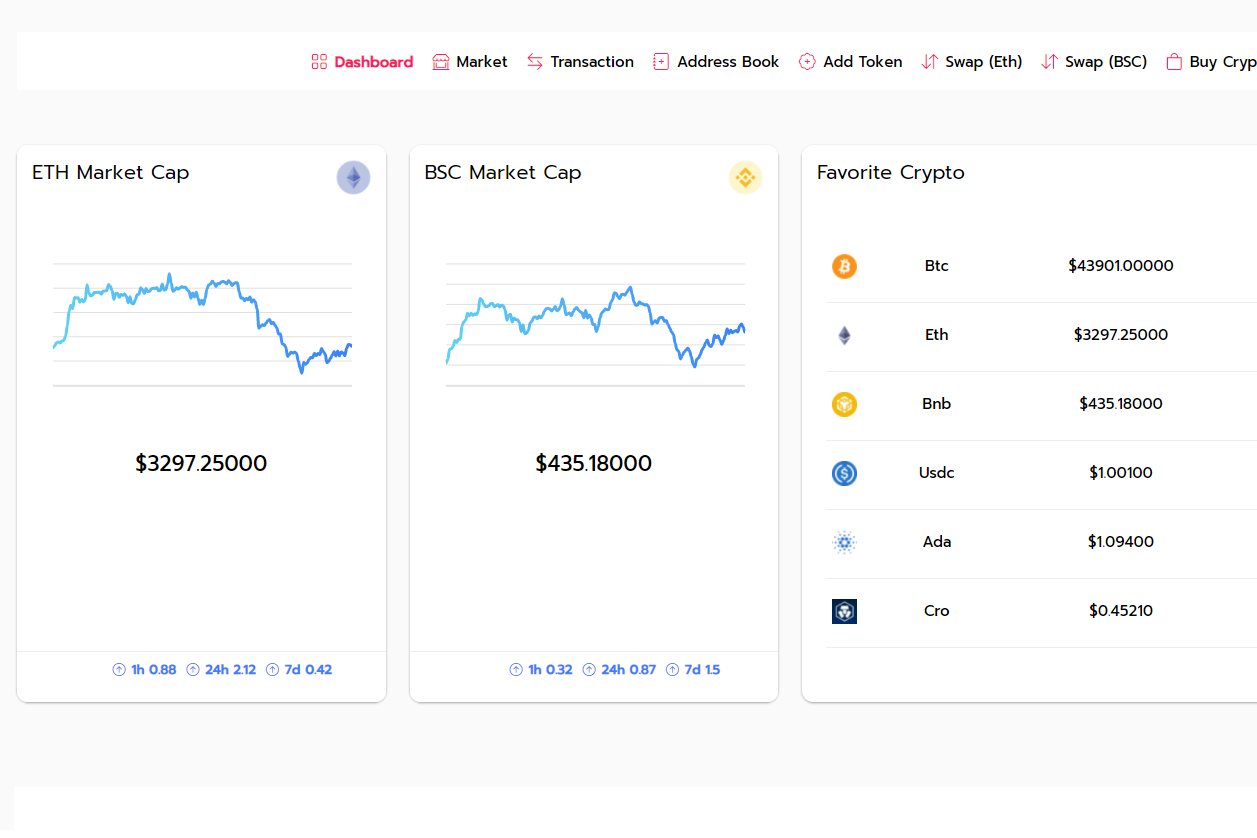 Dashboard Market Transaction Address Book Add Token Swap (Eth) Swap (BSC) Buy Cryp
ETH Market Cap
$3297.25000
1h 0.88 24h 2.12 7d 0.42
BSC Market Cap
$435.18000
1h 0.32 24h 0.87 7d 1.5
Favorite Crypto
Btc $43901.00000
Eth $3297.25000
Bnb $435.18000
Usdc $1.00100
Ada $1.09400
Cro $0.45210